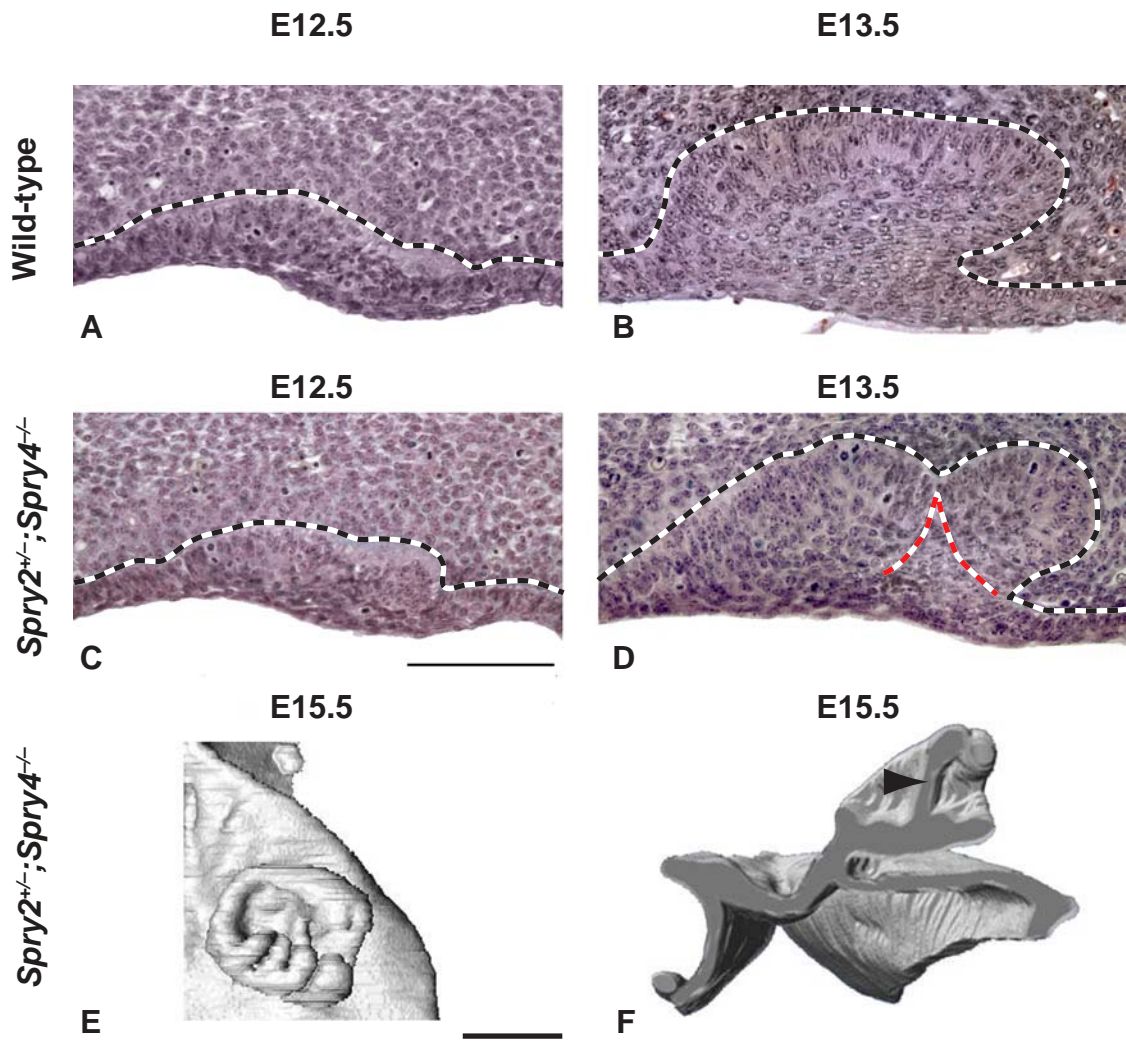 E12.5 E13.5
Wild-type
A B
E12.5 E13.5
Spry2+/–;Spry4–/–
C D
E15.5 E15.5
Spry2+/–;Spry4–/–
E F